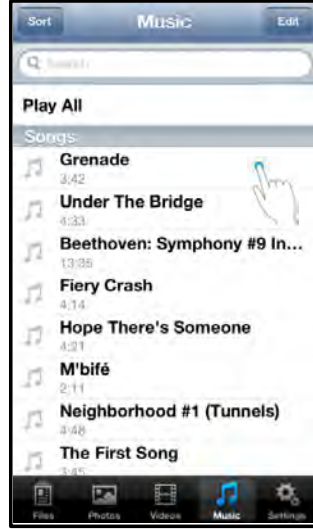 Sort Music Edit
Search
Play All
Songs
Grenade
3:42
Under The Bridge
4:33
Beethoven: Symphony #9 In...
13:35
Fiery Crash
4:14
Hope There's Someone
4:21
M'bifé
2:11
Neighborhood #1 (Tunnels)
4:48
The First Song
3:45
Files Photos Videos Music Settings